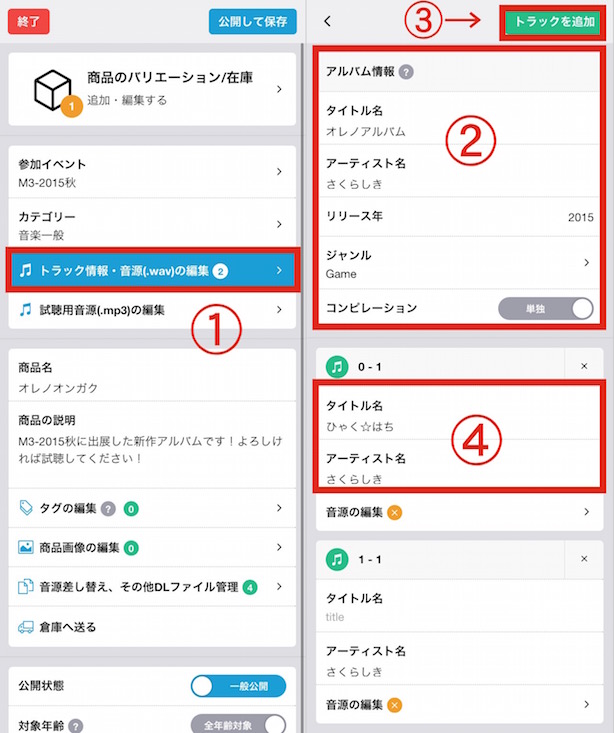 終了
公開して保存
商品のバリエーション/在庫
追加・編集する
1
参加イベント
M3-2015秋
カテゴリー
音楽一般
トラック情報・音源(.wav)の編集 2
①
試聴用音源(.mp3)の編集
商品名
オレノオンガク
商品の説明
M3-2015秋に出展した新作アルバムです！よろしけ
れば試聴してください！
タグの編集 ? 0
商品画像の編集 0
音源差し替え、その他DLファイル管理 4
倉庫へ送る
公開状態
一般公開
対象年齢 ?
全年齢対象
③→
トラックを追加
アルバム情報 ?
②
タイトル名
オレノアルバム
アーティスト名
さくらしき
リリース年
2015
ジャンル
Game
コンピレーション
単独
0 - 1
×
④
タイトル名
ひゃく☆はち
アーティスト名
さくらしき
音源の編集 ×
1 - 1
×
タイトル名
title
アーティスト名
さくらしき
音源の編集 ×